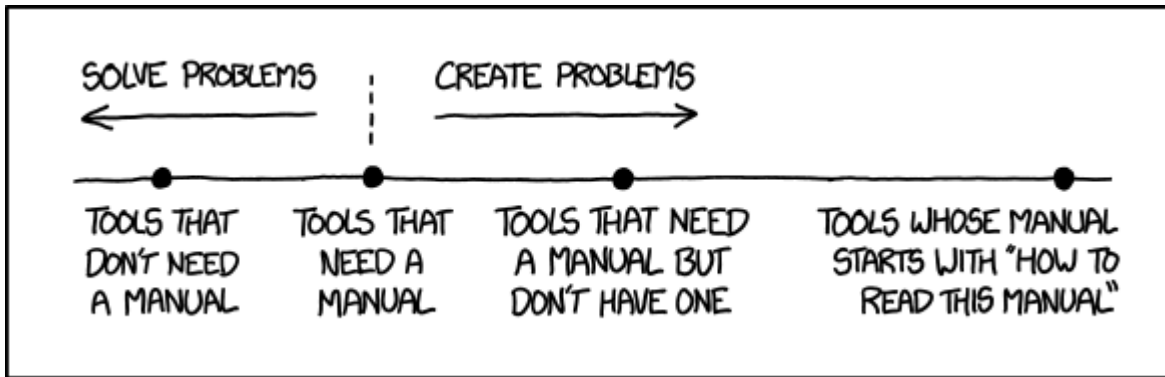 SOLVE PROBLEMS
CREATE PROBLEMS
TOOLS THAT
DON'T NEED
A MANUAL
TOOLS THAT
NEED A
MANUAL
TOOLS THAT NEED
A MANUAL BUT
DON'T HAVE ONE
TOOLS WHOSE MANUAL
STARTS WITH "HOW TO
READ THIS MANUAL"